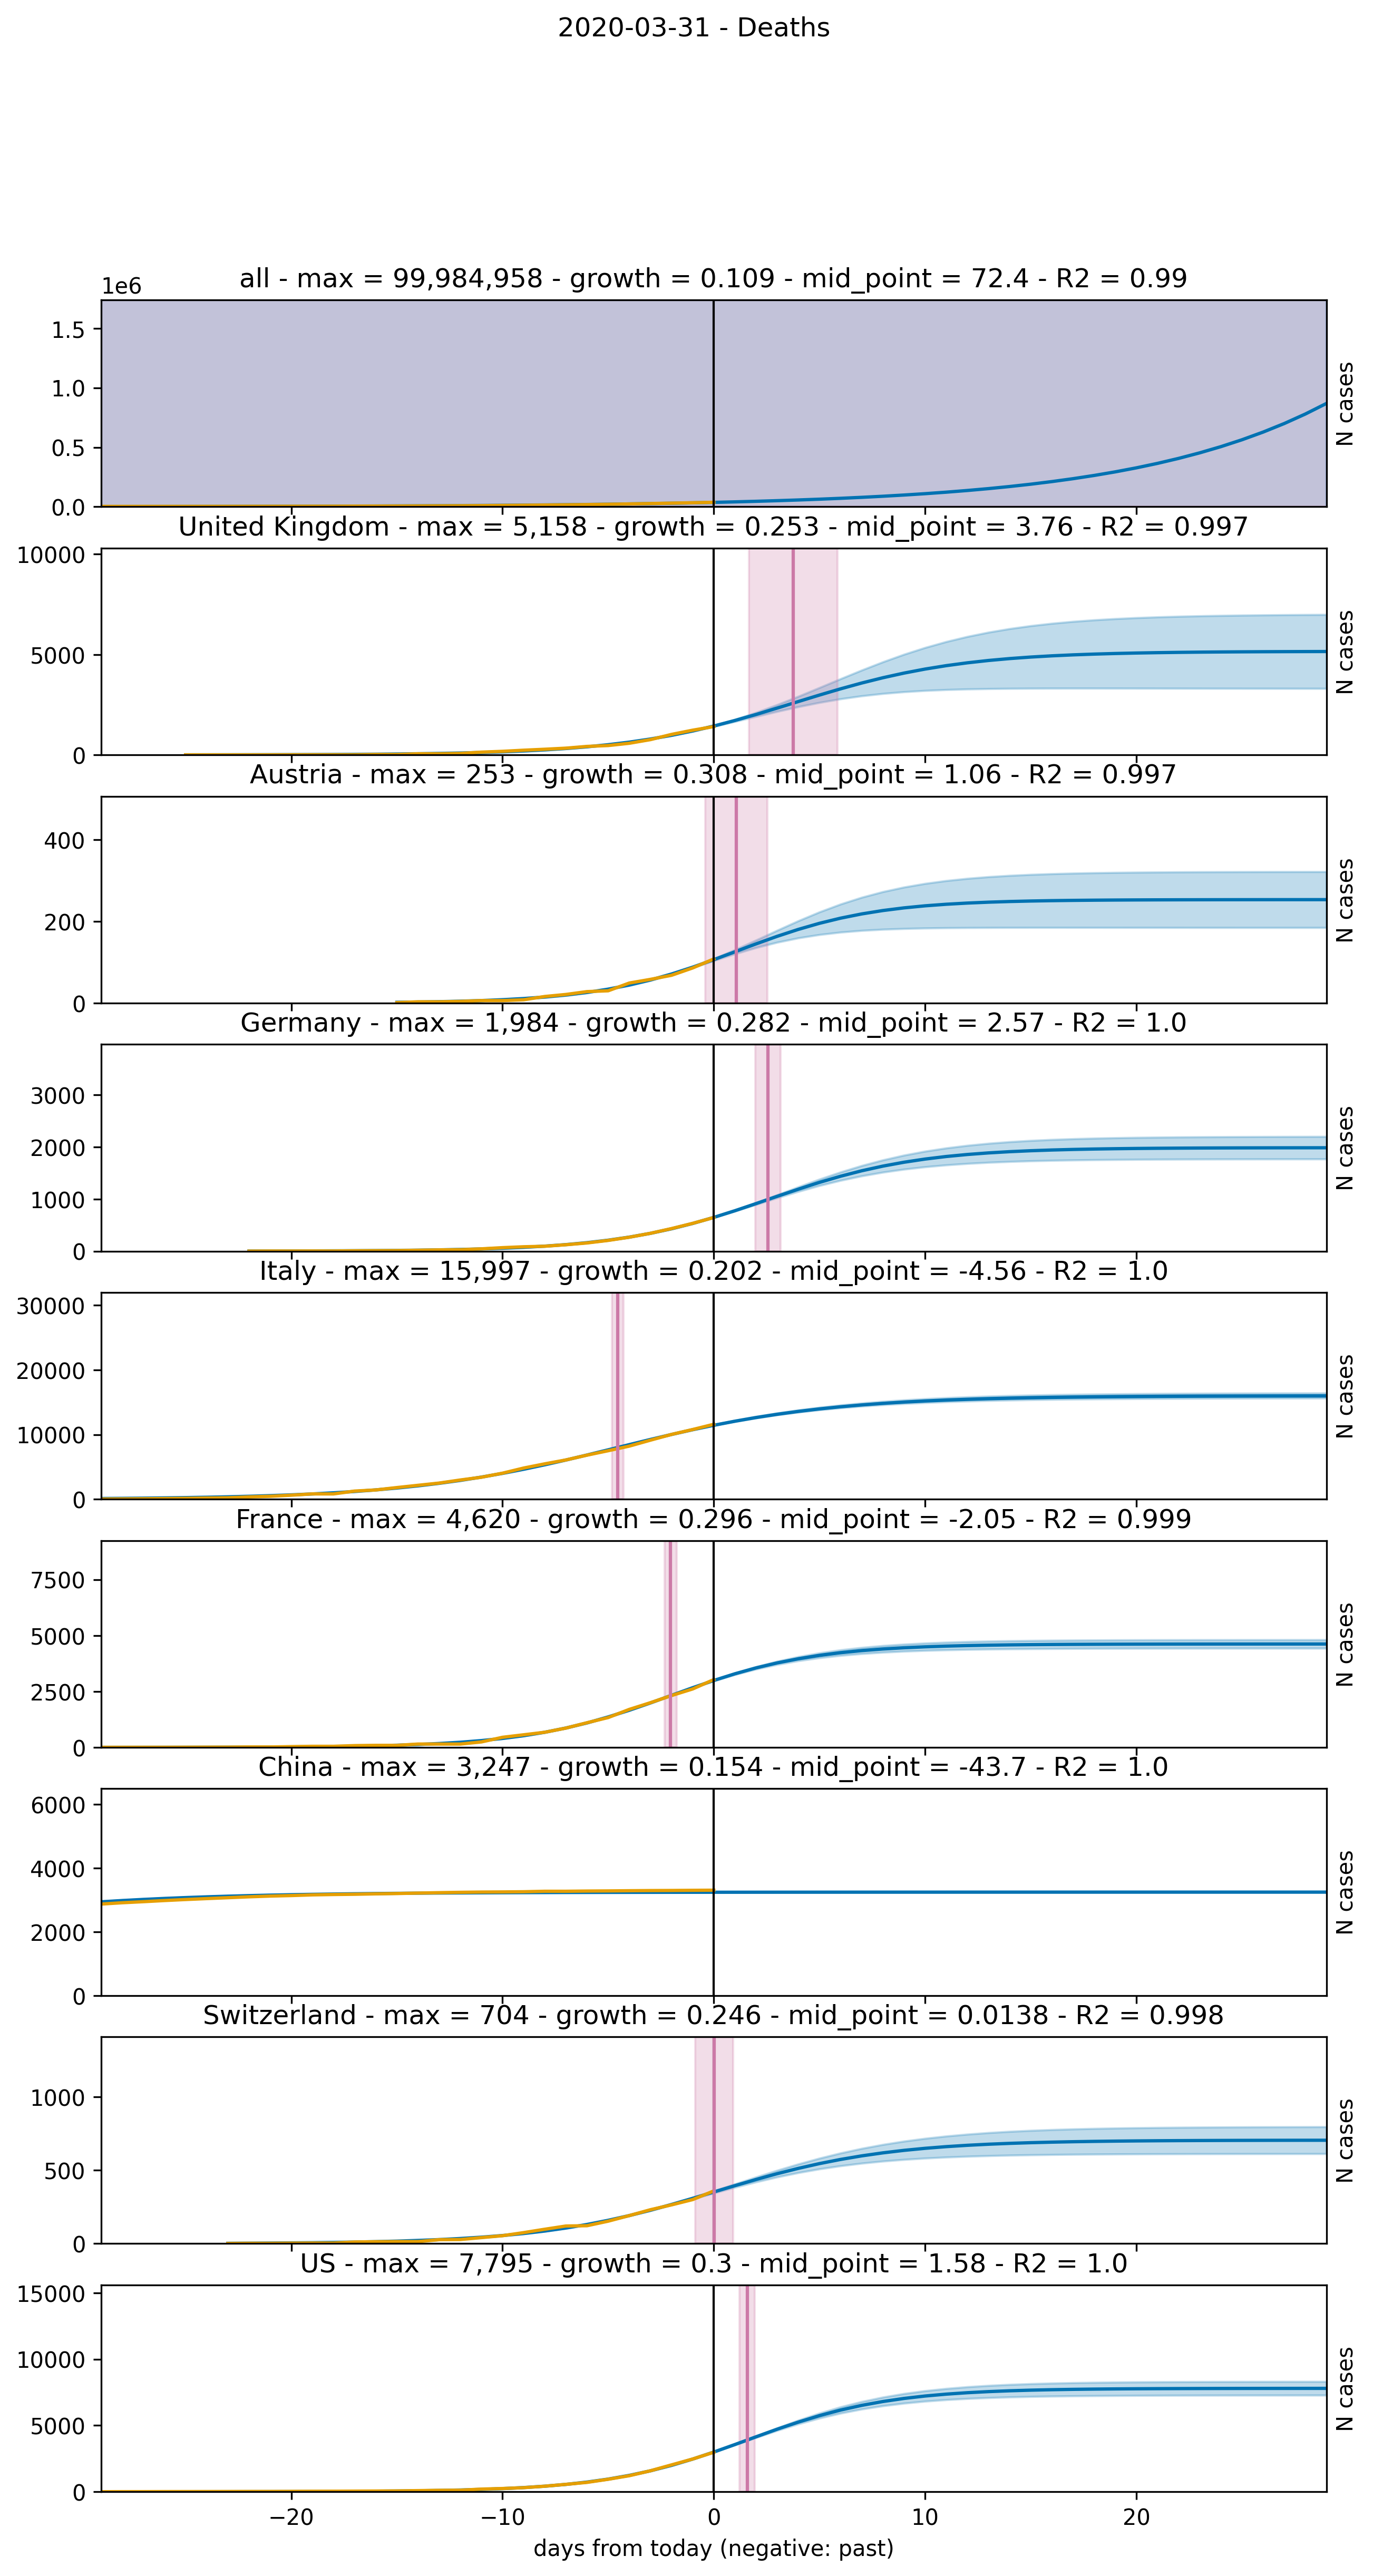 2020-03-31 - Deaths
all - max = 99,984,958 - growth = 0.109 - mid_point = 72.4 - R2 = 0.99
1e6
1.5
1.0
0.5
0.0
N cases
United Kingdom - max = 5,158 - growth = 0.253 - mid_point = 3.76 - R2 = 0.997
10000
5000
0
N cases
Austria - max = 253 - growth = 0.308 - mid_point = 1.06 - R2 = 0.997
400
200
0
N cases
Germany - max = 1,984 - growth = 0.282 - mid_point = 2.57 - R2 = 1.0
3000
2000
1000
0
N cases
Italy - max = 15,997 - growth = 0.202 - mid_point = -4.56 - R2 = 1.0
30000
20000
10000
0
N cases
France - max = 4,620 - growth = 0.296 - mid_point = -2.05 - R2 = 0.999
7500
5000
2500
0
N cases
China - max = 3,247 - growth = 0.154 - mid_point = -43.7 - R2 = 1.0
6000
4000
2000
0
N cases
Switzerland - max = 704 - growth = 0.246 - mid_point = 0.0138 - R2 = 0.998
1000
500
0
N cases
US - max = 7,795 - growth = 0.3 - mid_point = 1.58 - R2 = 1.0
15000
10000
5000
0
N cases
−20 −10 0 10 20
days from today (negative: past)